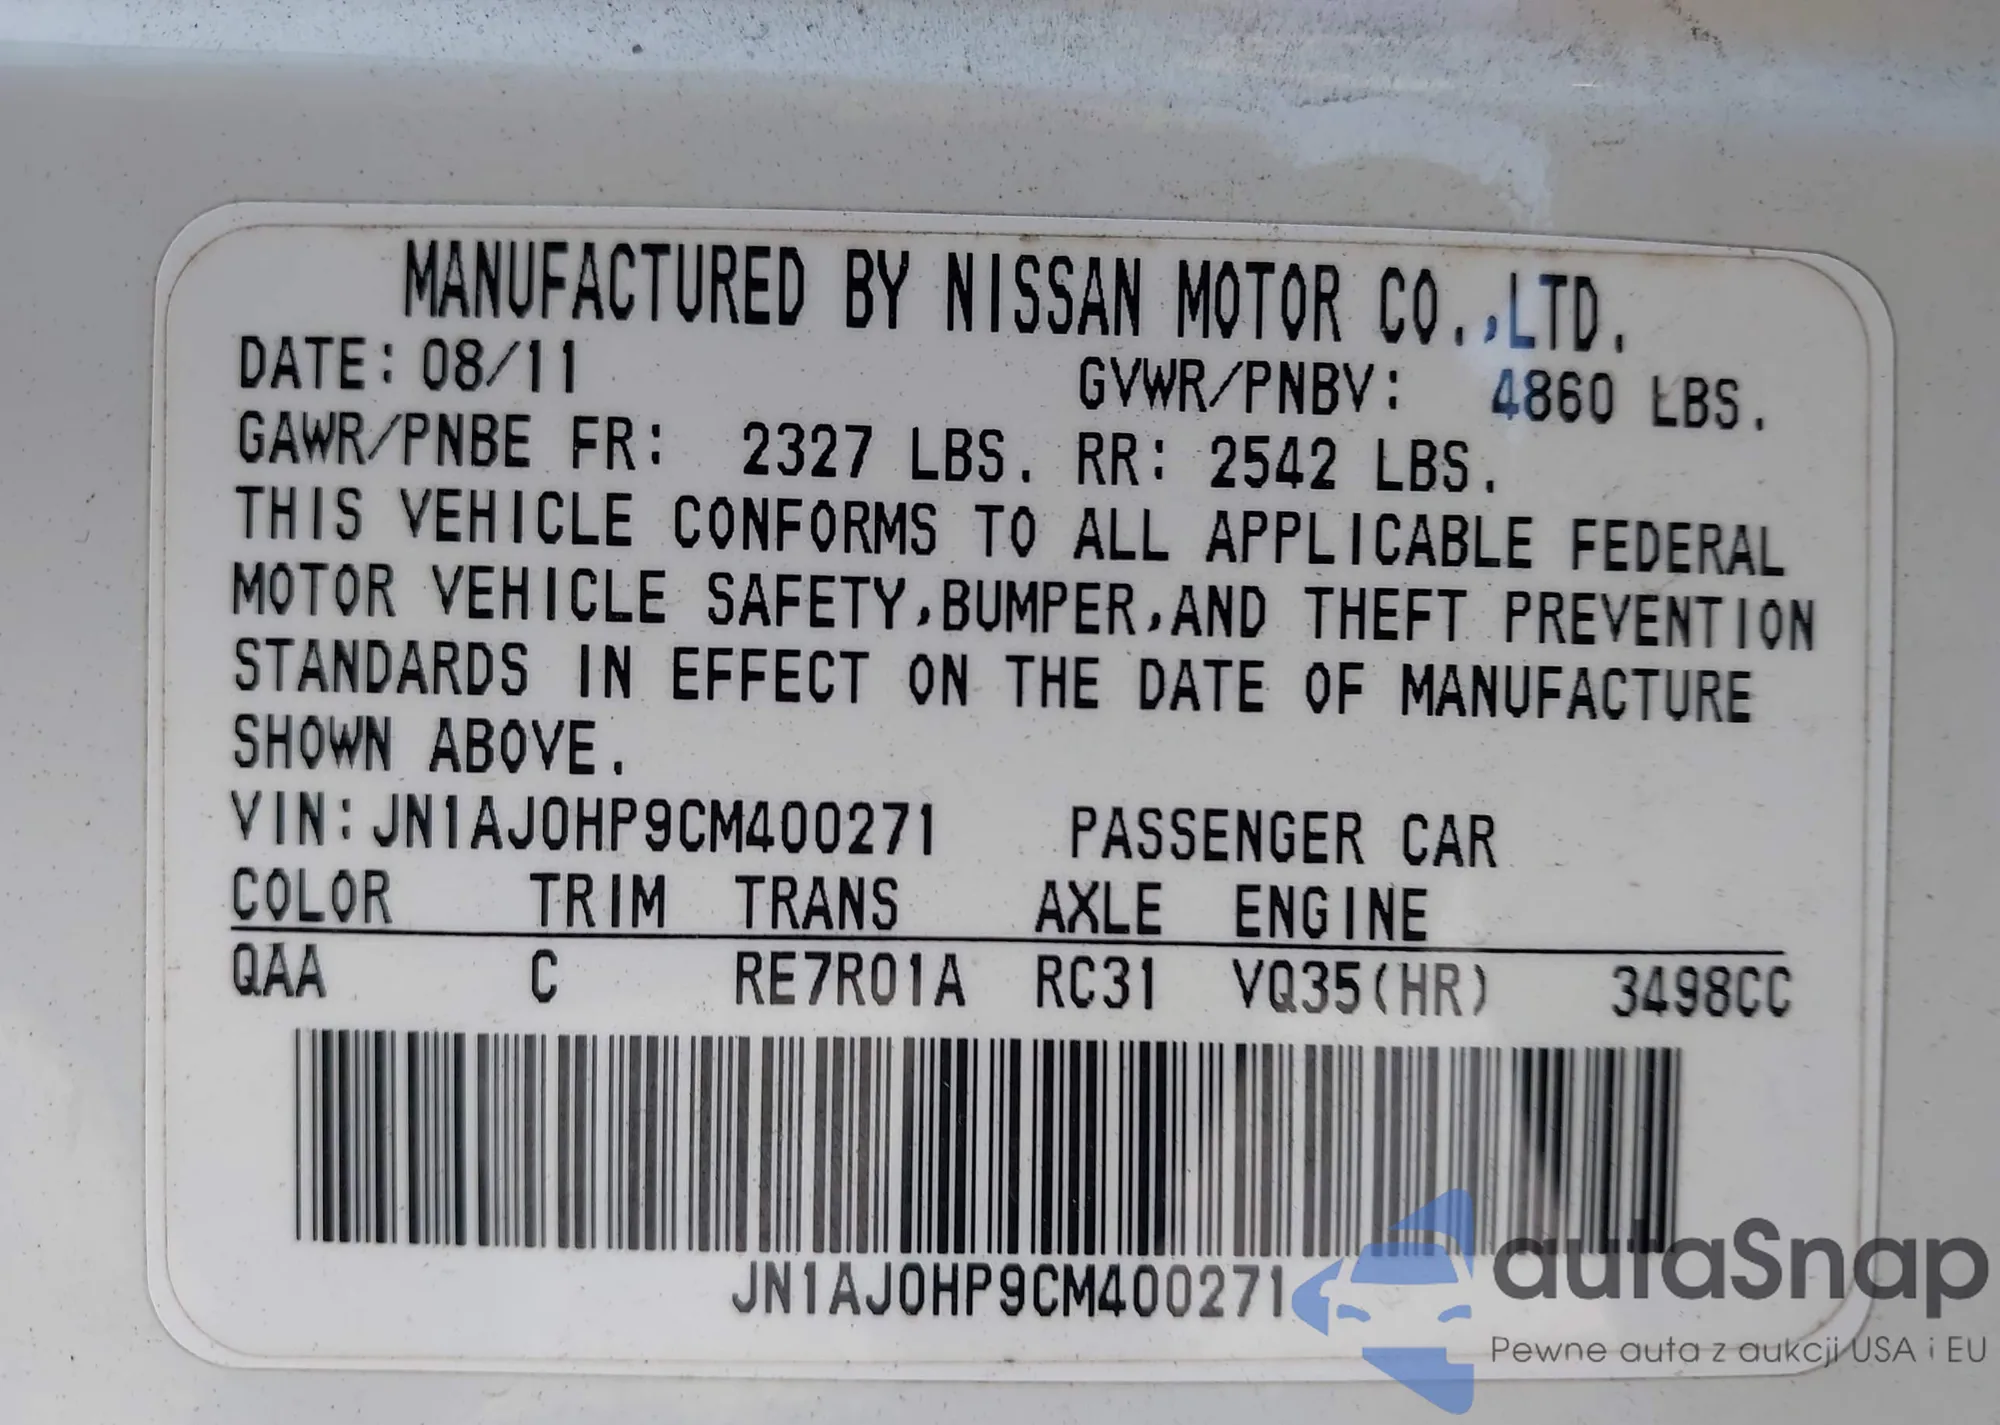 MANUFACTURED BY NISSAN MOTOR CO.,LTD.
DATE: 08/11 GVWR/PNBV: 4860 LBS.
GAWR/PNBE FR: 2327 LBS. RR: 2542 LBS.
THIS VEHICLE CONFORMS TO ALL APPLICABLE FEDERAL
MOTOR VEHICLE SAFETY,BUMPER,AND THEFT PREVENTION
STANDARDS IN EFFECT ON THE DATE OF MANUFACTURE
SHOWN ABOVE.
VIN:JN1AJ0HP9CM400271 PASSENGER CAR
COLOR TRIM TRANS AXLE ENGINE
QAA C RE7R01A RC31 VQ35(HR) 3498CC
JN1AJ0HP9CM400271
autaSnap
Pewne auta z aukcji USA i EU